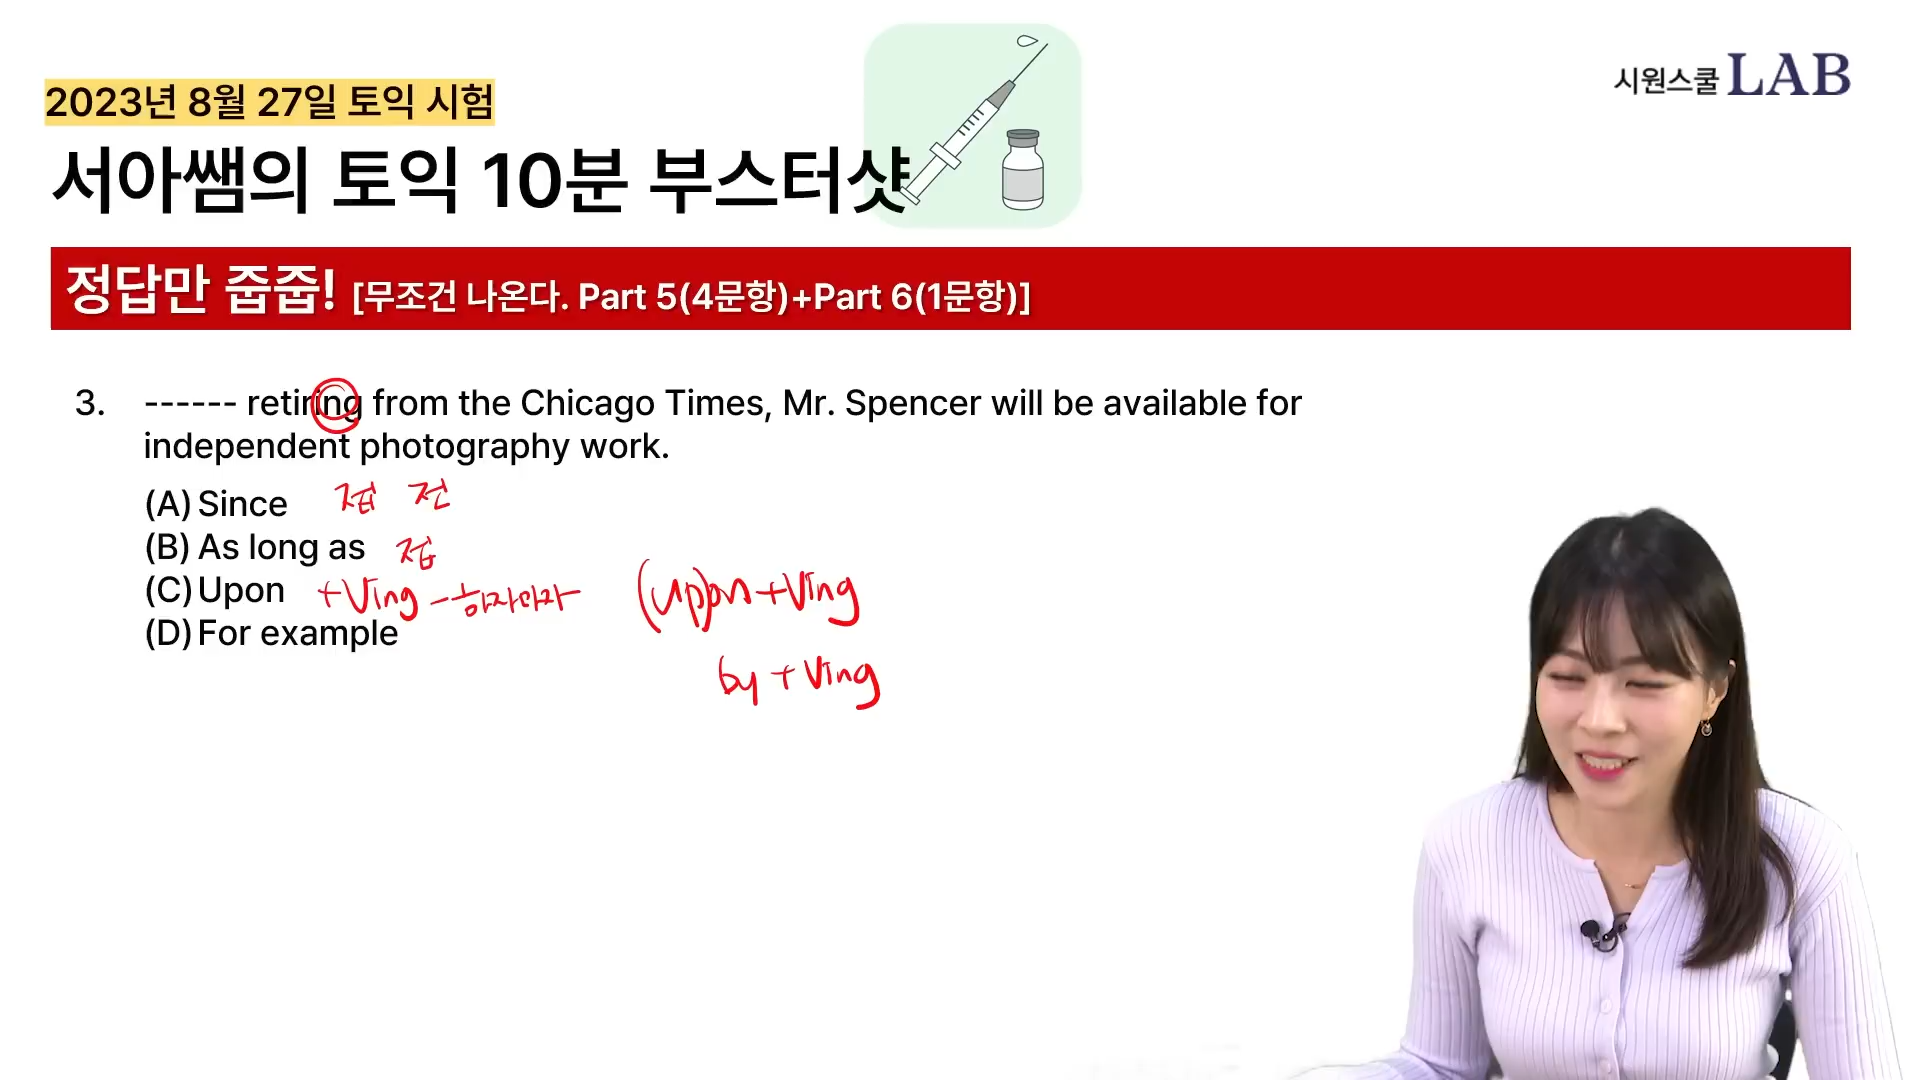 2023년 8월 27일 토익 시험
시원스쿨 LAB
서아쌤의 토익 10분 부스터샷
정답만 줍줍! [무조건 나온다. Part 5(4문항)+Part 6(1문항)]
3. ------ retiring from the Chicago Times, Mr. Spencer will be available for
independent photography work.
(A) Since 접 전
(B) As long as 접
(C) Upon +Ving -하자마자 (up)on+Ving
(D) For example
by + Ving